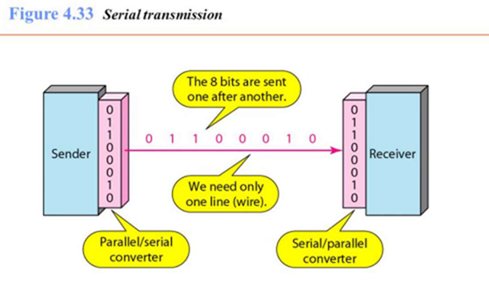 Figure 4.33 Serial transmission
The 8 bits are sent
one after another.
0 1 1 0 0 0 1 0
Sender
0
1
1
0
0
0
1
0
0
1
1
0
0
0
1
0
Receiver
We need only
one line (wire).
Parallel/serial
converter
Serial/parallel
converter